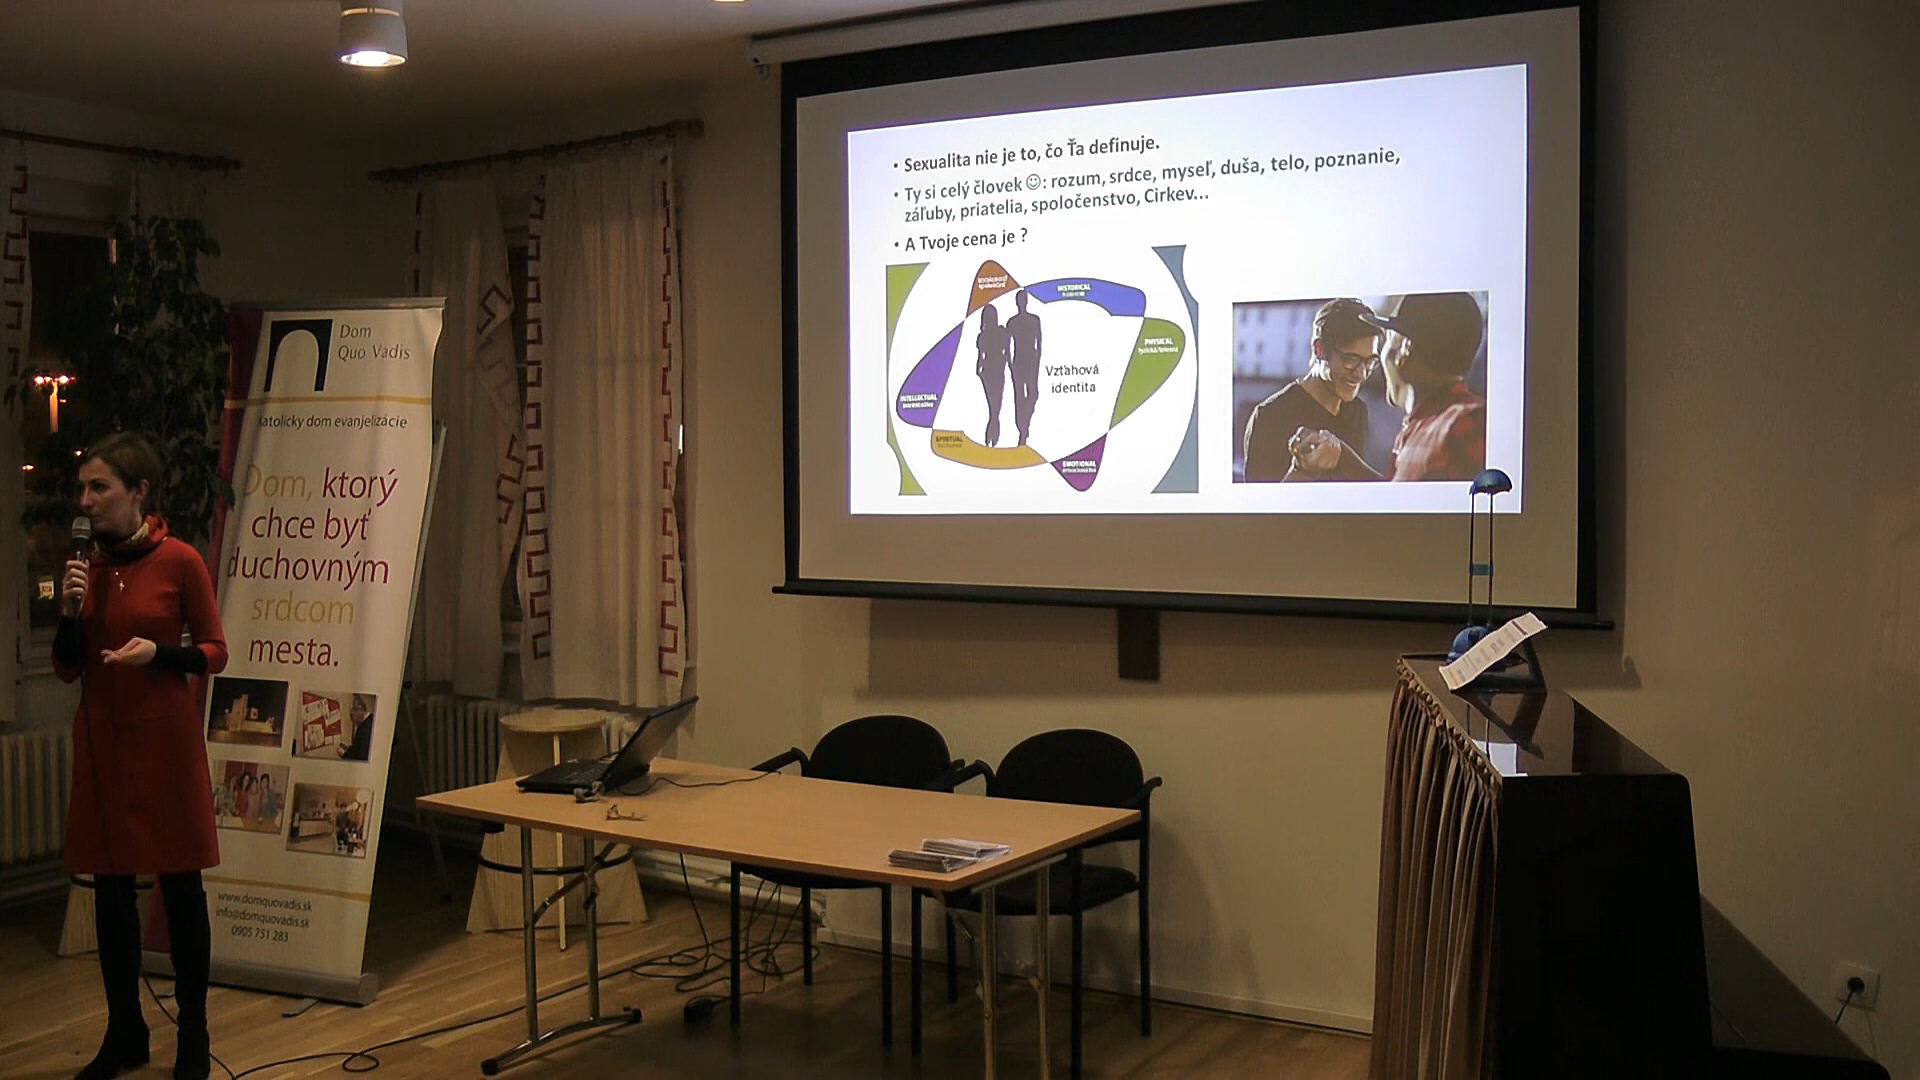 • Sexualita nie je to, čo Ťa definuje.
• Ty si celý človek ☺: rozum, srdce, myseľ, duša, telo, poznanie,
záľuby, priatelia, spoločenstvo, Cirkev...
• A Tvoje cena je ?
HISTORICAL
PHYSICAL
Vzťahová
identita
INTELLECTUAL
SPIRITUAL
EMOTIONAL
Dom
Quo Vadis
katolícky dom evanjelizácie
Dom, ktorý
chce byť
duchovným
srdcom
mesta.
www.domquovadis.sk
info@domquovadis.sk
0905 751 283